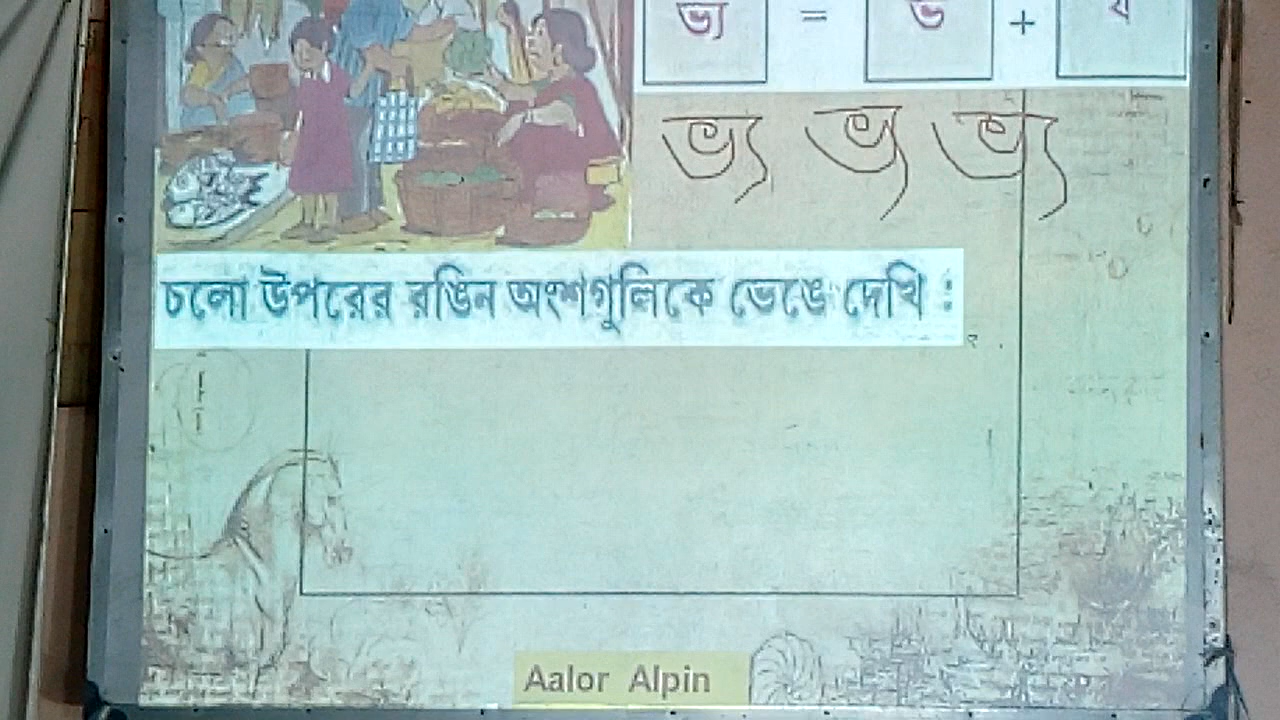 ভ্য = ভ + য
ভ্য ভ্য ভ্য
চলো উপরের রঙিন অংশগুলিকে ভেঙে দেখি :
Aalor Alpin